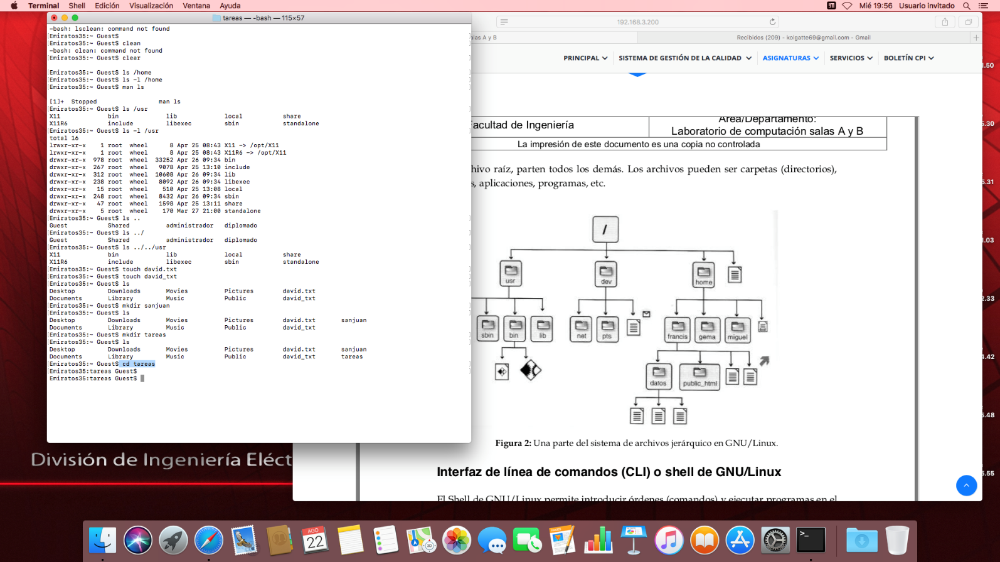 Terminal Shell Edición Visualización Ventana Ayuda Mié 19:56 Usuario invitado
tareas — -bash — 115×57
-bash: lsclean: command not found
[Emiratos35:~ Guest$
[Emiratos35:~ Guest$ clean
-bash: clean: command not found
[Emiratos35:~ Guest$ clear
[Emiratos35:~ Guest$ ls /home
[Emiratos35:~ Guest$ ls -l /home
[Emiratos35:~ Guest$ man ls
[1]+  Stopped                 man ls
[Emiratos35:~ Guest$ ls /usr
X11 bin lib local share
X11R6 include libexec sbin standalone
[Emiratos35:~ Guest$ ls -l /usr
total 16
lrwxr-xr-x    1 root  wheel      8 Apr 25 08:43 X11 -> /opt/X11
lrwxr-xr-x    1 root  wheel      8 Apr 25 08:43 X11R6 -> /opt/X11
drwxr-xr-x  978 root  wheel  33252 Apr 26 09:34 bin
drwxr-xr-x  267 root  wheel   9078 Apr 25 13:10 include
drwxr-xr-x  312 root  wheel  10608 Apr 26 09:34 lib
drwxr-xr-x  238 root  wheel   8092 Apr 26 09:34 libexec
drwxr-xr-x   15 root  wheel    510 Apr 25 13:08 local
drwxr-xr-x  248 root  wheel   8432 Apr 26 09:34 sbin
drwxr-xr-x   47 root  wheel   1598 Apr 25 13:11 share
drwxr-xr-x    5 root  wheel    170 Mar 27 21:00 standalone
[Emiratos35:~ Guest$ ls ..
Guest Shared administrador diplomado
[Emiratos35:~ Guest$ ls ../
Guest Shared administrador diplomado
[Emiratos35:~ Guest$ ls ../../usr
X11 bin lib local share
X11R6 include libexec sbin standalone
[Emiratos35:~ Guest$ touch david.txt
[Emiratos35:~ Guest$ touch david_txt
[Emiratos35:~ Guest$ ls
Desktop Downloads Movies Pictures david.txt
Documents Library Music Public david_txt
[Emiratos35:~ Guest$ mkdir sanjuan
[Emiratos35:~ Guest$ ls
Desktop Downloads Movies Pictures david.txt sanjuan
Documents Library Music Public david_txt
[Emiratos35:~ Guest$ mkdir tareas
[Emiratos35:~ Guest$ ls
Desktop Downloads Movies Pictures david.txt sanjuan
Documents Library Music Public david_txt tareas
[Emiratos35:~ Guest$ cd tareas
[Emiratos35:tareas Guest$
Emiratos35:tareas Guest$
192.168.3.200
las A y B
Recibidos (209) - kolgatte69@gmail.com - Gmail
PRINCIPAL SISTEMA DE GESTIÓN DE LA CALIDAD ASIGNATURAS SERVICIOS BOLETÍN CPI
acultad de Ingeniería
Área/Departamento:
Laboratorio de computación salas A y B
La impresión de este documento es una copia no controlada
hivo raíz, parten todos los demás. Los archivos pueden ser carpetas (directorios),
s, aplicaciones, programas, etc.
/
usr dev home
sbin bin lib net pts francis gema miguel
datos public_html
Figura 2: Una parte del sistema de archivos jerárquico en GNU/Linux.
Interfaz de línea de comandos (CLI) o shell de GNU/Linux
El Shell de GNU/Linux permite introducir órdenes (comandos) y ejecutar programas en el
División de Ingeniería Eléct
.50
5.30
5.31
1.03
2.33
4.42
5.48
5.55
AGO
22
3D
>_